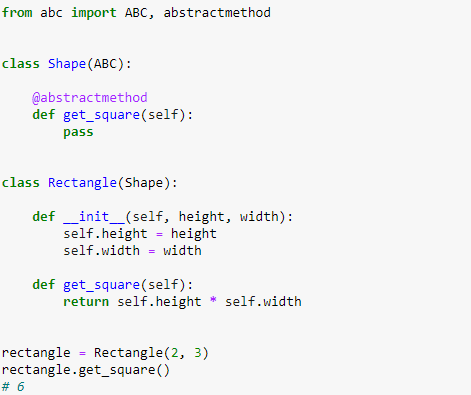 from abc import ABC, abstractmethod
class Shape(ABC):
    @abstractmethod
    def get_square(self):
        pass
class Rectangle(Shape):
    def __init__(self, height, width):
        self.height = height
        self.width = width
    def get_square(self):
        return self.height * self.width
rectangle = Rectangle(2, 3)
rectangle.get_square()
# 6